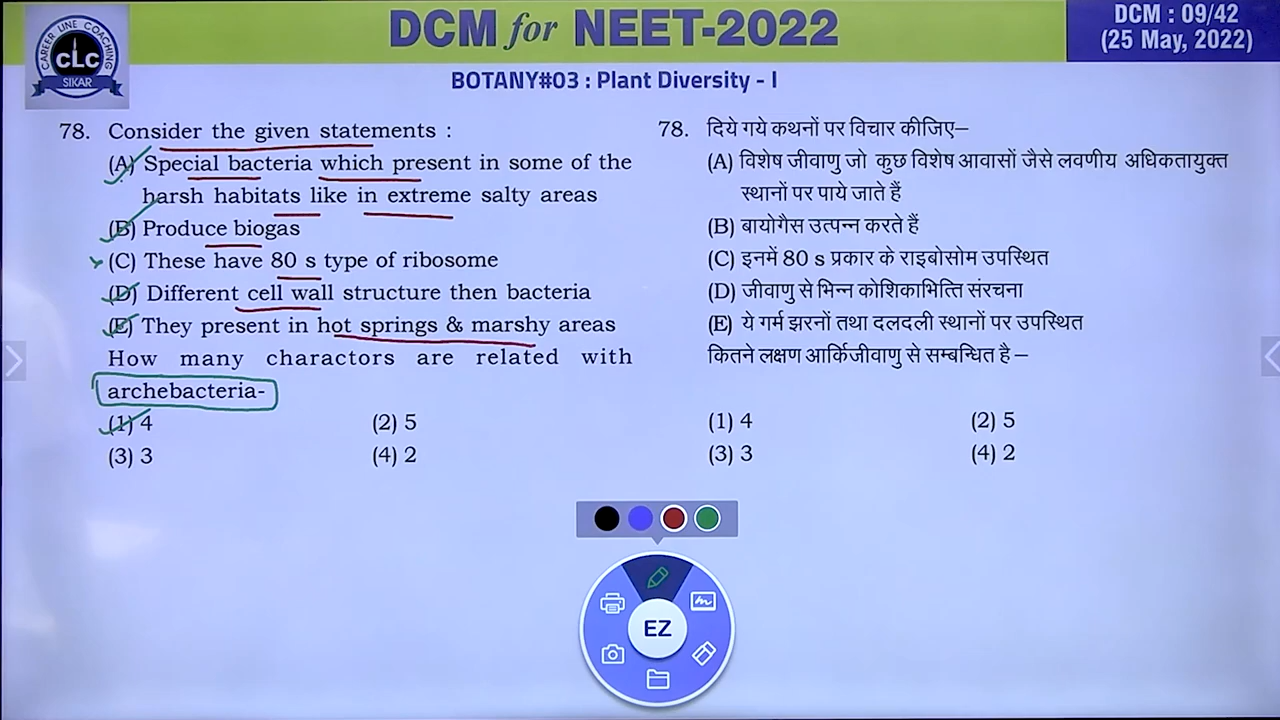 CAREER LINE COACHING
CLC
SIKAR
DCM for NEET-2022
DCM : 09/42
(25 May, 2022)
BOTANY#03 : Plant Diversity - I
78. Consider the given statements :
(A) Special bacteria which present in some of the
harsh habitats like in extreme salty areas
(B) Produce biogas
(C) These have 80 s type of ribosome
(D) Different cell wall structure then bacteria
(E) They present in hot springs & marshy areas
How many charactors are related with
archebacteria-
(1) 4 (2) 5
(3) 3 (4) 2
78. दिये गये कथनों पर विचार कीजिए–
(A) विशेष जीवाणु जो कुछ विशेष आवासों जैसे लवणीय अधिकतायुक्त
स्थानों पर पाये जाते हैं
(B) बायोगैस उत्पन्न करते हैं
(C) इनमें 80 s प्रकार के राइबोसोम उपस्थित
(D) जीवाणु से भिन्न कोशिकाभित्ति संरचना
(E) ये गर्म झरनों तथा दलदली स्थानों पर उपस्थित
कितने लक्षण आर्किजीवाणु से सम्बन्धित है –
(1) 4 (2) 5
(3) 3 (4) 2
EZ